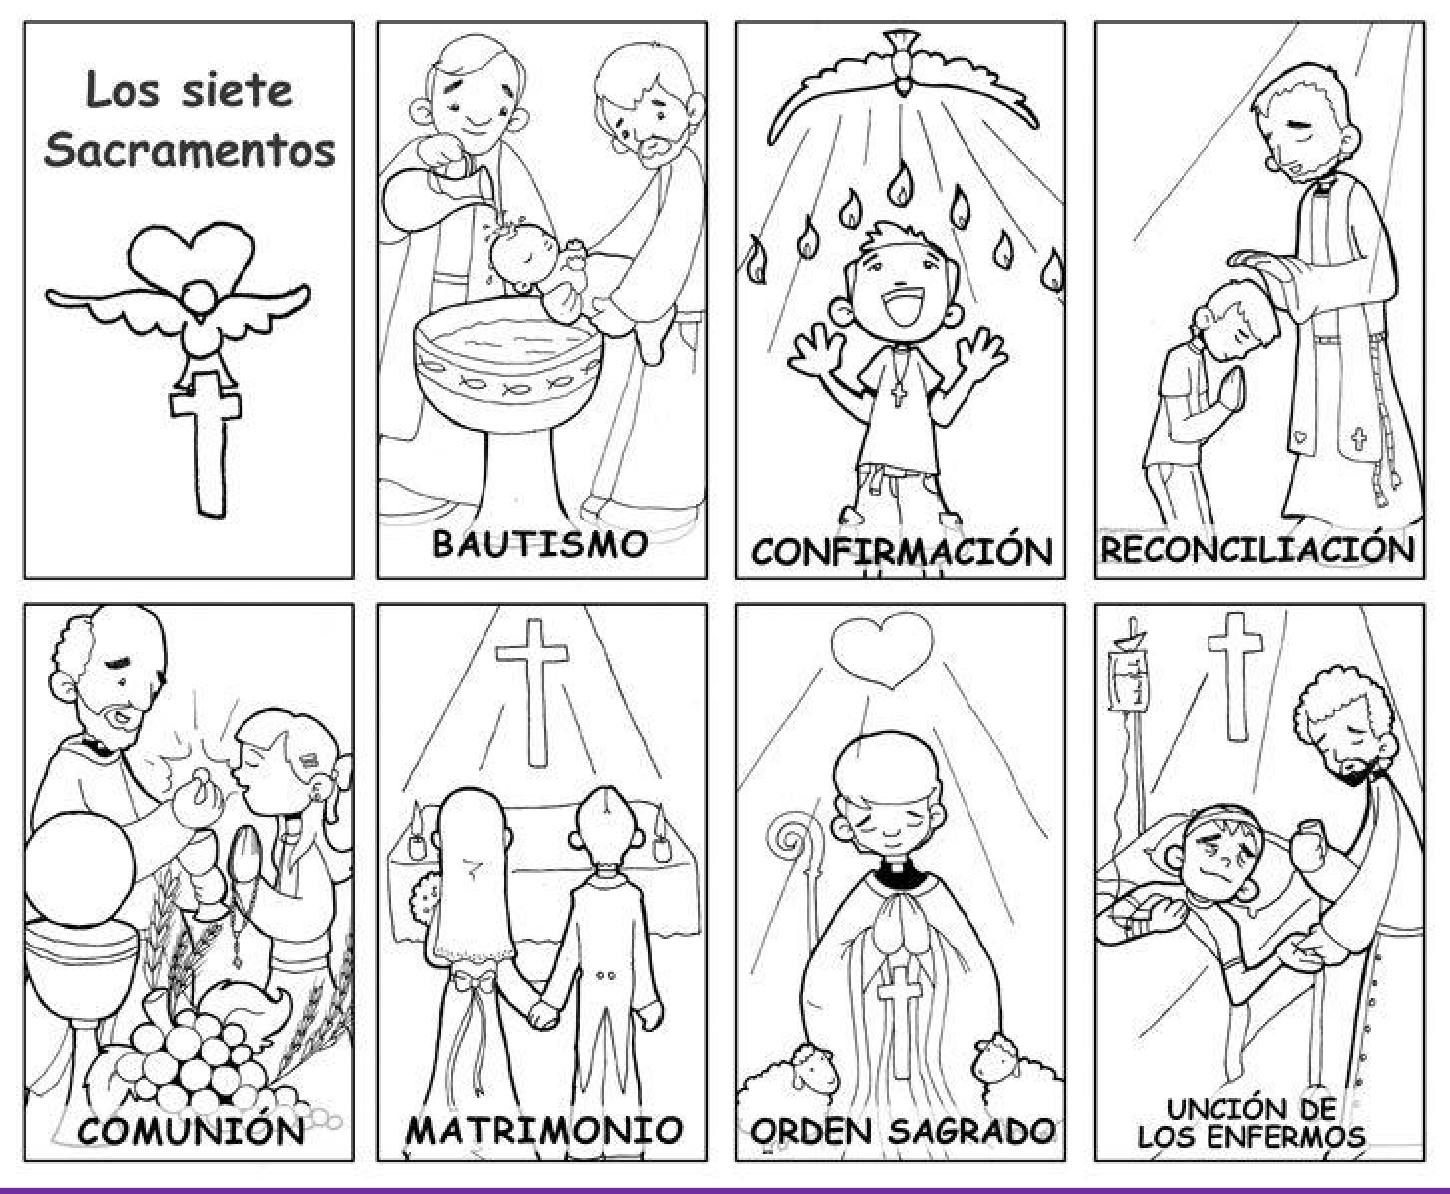 Los siete
Sacramentos
BAUTISMO
CONFIRMACIÓN
RECONCILIACIÓN
COMUNIÓN
MATRIMONIO
ORDEN SAGRADO
UNCIÓN DE
LOS ENFERMOS